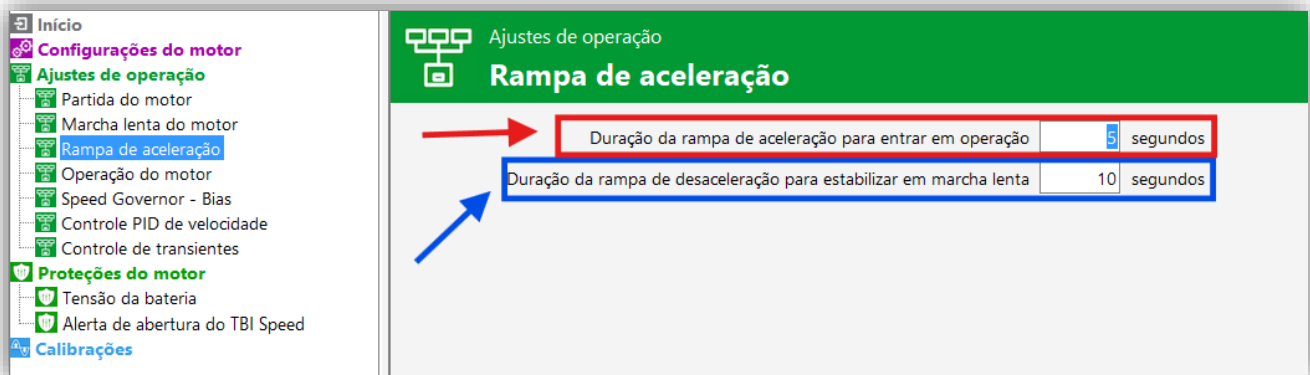 Início
Configurações do motor
Ajustes de operação
Partida do motor
Marcha lenta do motor
Rampa de aceleração
Operação do motor
Speed Governor - Bias
Controle PID de velocidade
Controle de transientes
Proteções do motor
Tensão da bateria
Alerta de abertura do TBI Speed
Calibrações
Ajustes de operação
Rampa de aceleração
Duração da rampa de aceleração para entrar em operação 5 segundos
Duração da rampa de desaceleração para estabilizar em marcha lenta 10 segundos